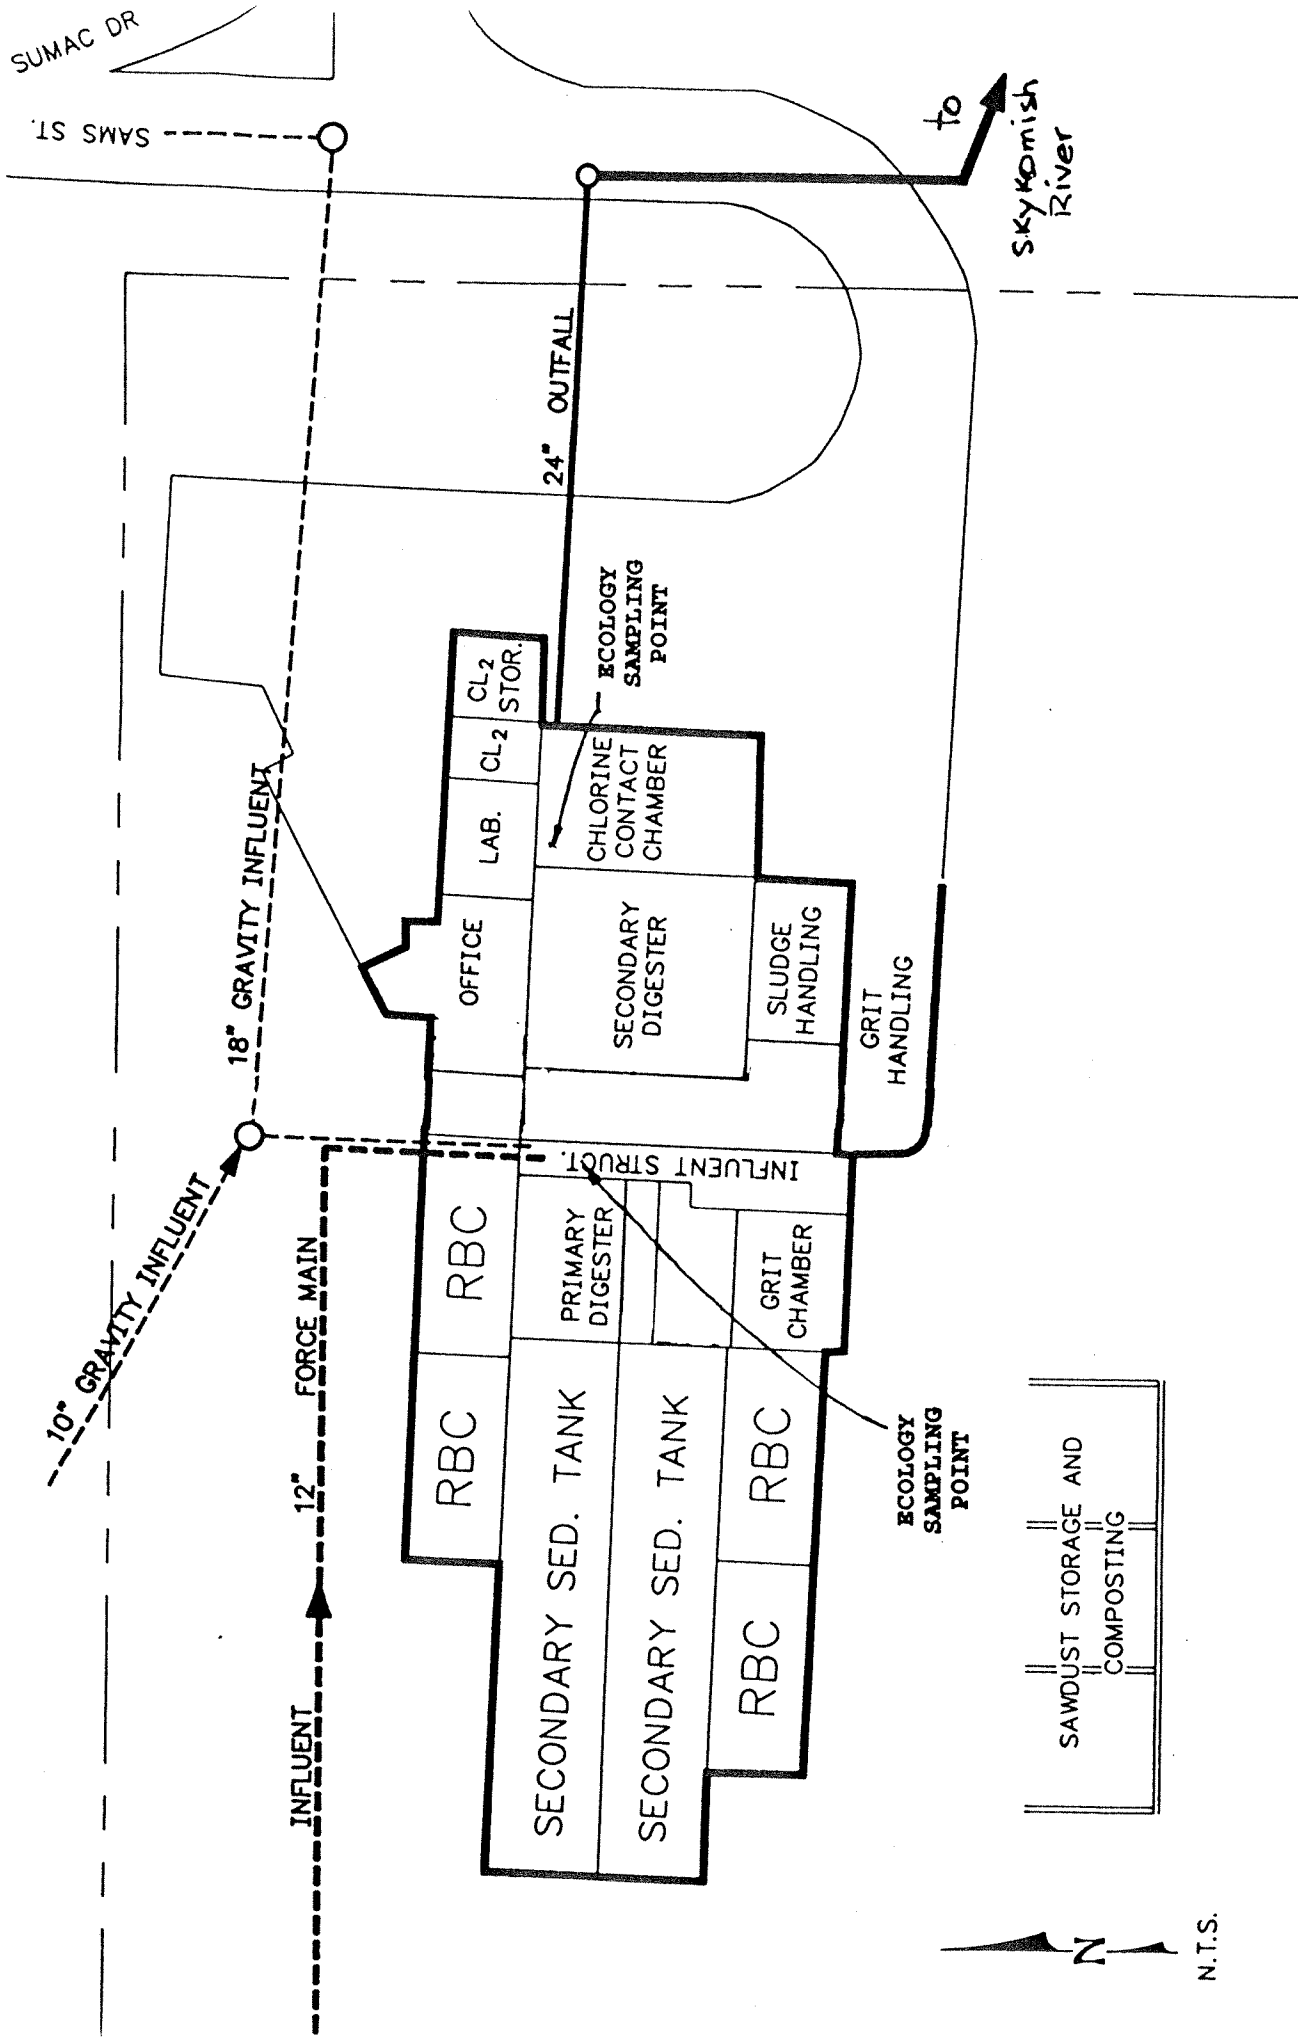 SUMAC DR
SAMS ST.
to
Skykomish
River
24" OUTFALL
18" GRAVITY INFLUENT
10" GRAVITY INFLUENT
12" FORCE MAIN
INFLUENT
ECOLOGY
SAMPLING
POINT
CL2
STOR.
CL2
LAB.
OFFICE
CHLORINE
CONTACT
CHAMBER
SECONDARY
DIGESTER
SLUDGE
HANDLING
GRIT
HANDLING
INFLUENT STRUCT.
RBC
RBC
PRIMARY
DIGESTER
GRIT
CHAMBER
SECONDARY SED. TANK
SECONDARY SED. TANK
RBC
RBC
ECOLOGY
SAMPLING
POINT
SAWDUST STORAGE AND
COMPOSTING
N
N.T.S.